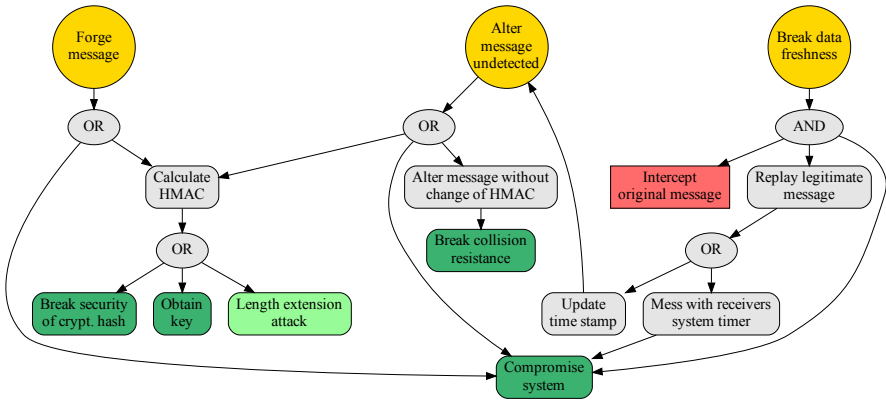 Forge
message
Alter
message
undetected
Break data
freshness
OR
OR
AND
Calculate
HMAC
Alter message without
change of HMAC
Intercept
original message
Replay legitimate
message
OR
Break collision
resistance
OR
Break security
of crypt. hash
Obtain
key
Length extension
attack
Update
time stamp
Mess with receivers
system timer
Compromise
system